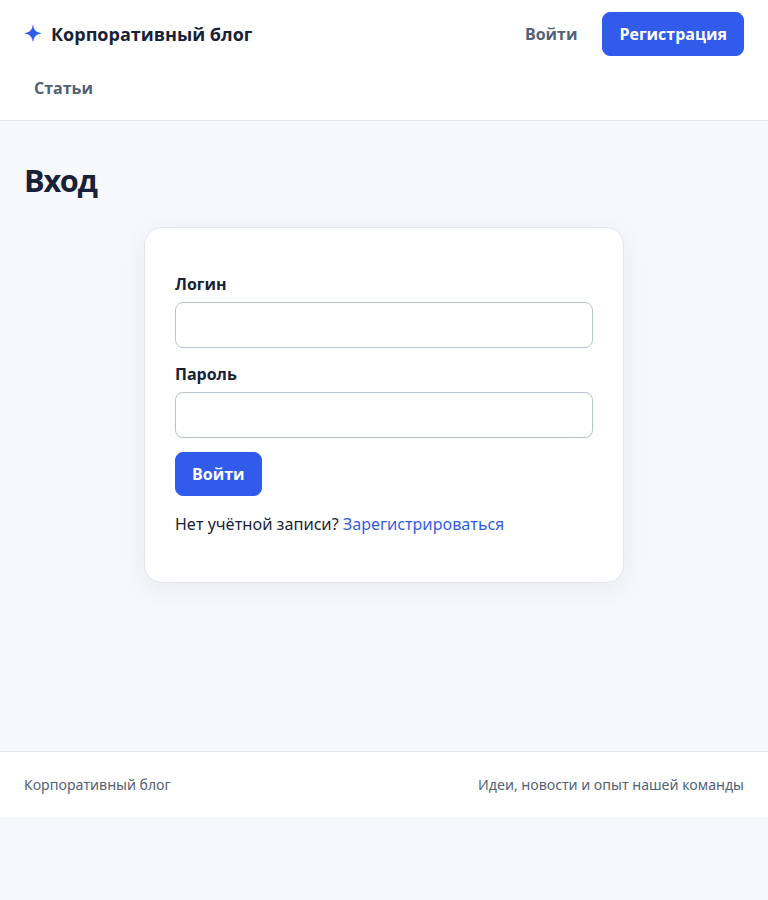 Корпоративный блог
Войти
Регистрация
Статьи
Вход
Логин
Пароль
Войти
Нет учётной записи? Зарегистрироваться
Корпоративный блог
Идеи, новости и опыт нашей команды